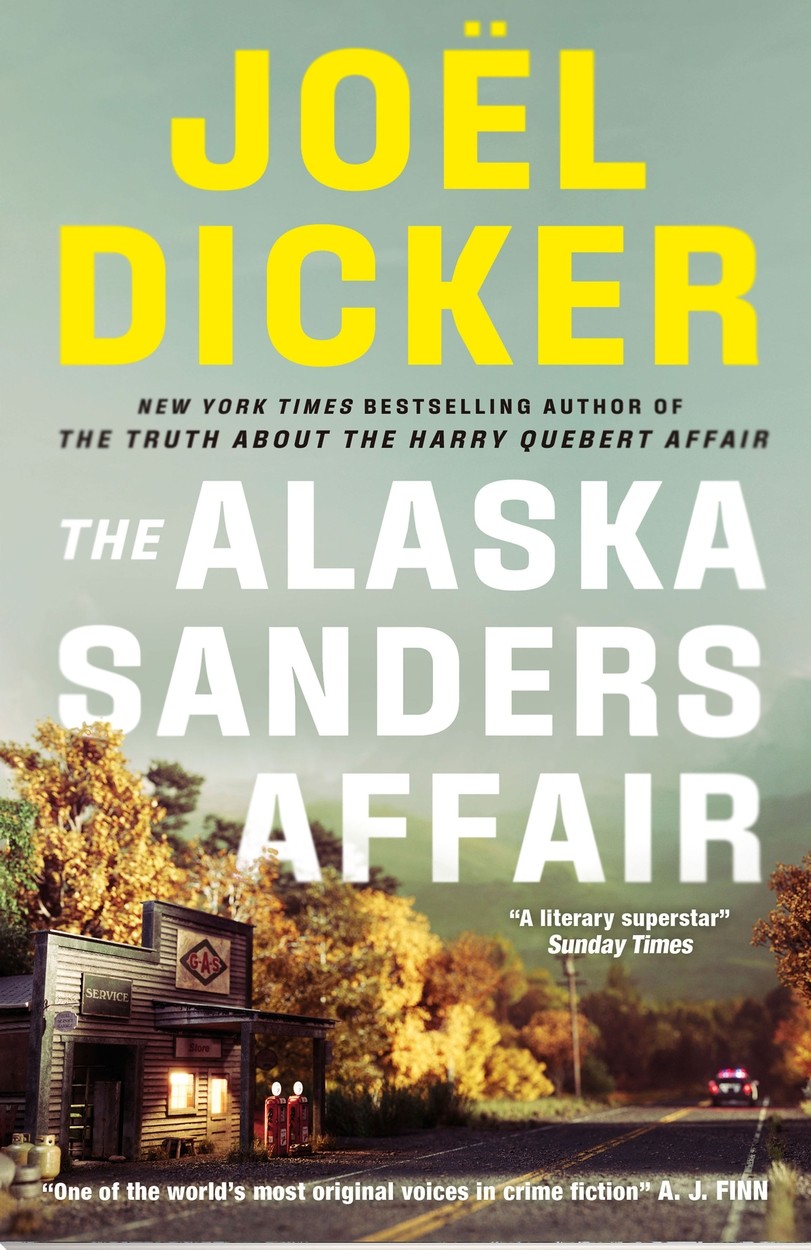 JOËL
DICKER
NEW YORK TIMES BESTSELLING AUTHOR OF
THE TRUTH ABOUT THE HARRY QUEBERT AFFAIR
THE ALASKA
SANDERS
AFFAIR
“A literary superstar”
Sunday Times
G·A·S
SERVICE
Store
“One of the world’s most original voices in crime fiction” A. J. FINN